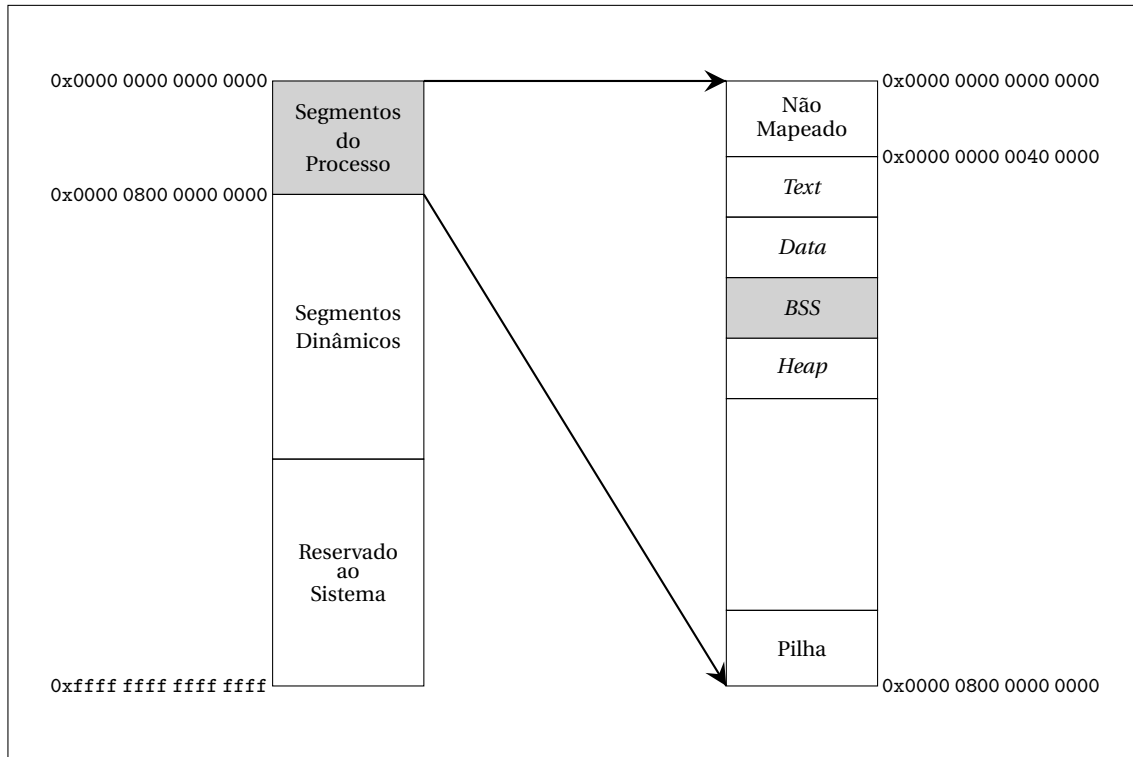 0x0000 0000 0000 0000
Segmentos
do
Processo
0x0000 0800 0000 0000
Segmentos
Dinâmicos
Reservado
ao
Sistema
0xffff ffff ffff ffff
0x0000 0000 0000 0000
Não
Mapeado
0x0000 0000 0040 0000
Text
Data
BSS
Heap
Pilha
0x0000 0800 0000 0000